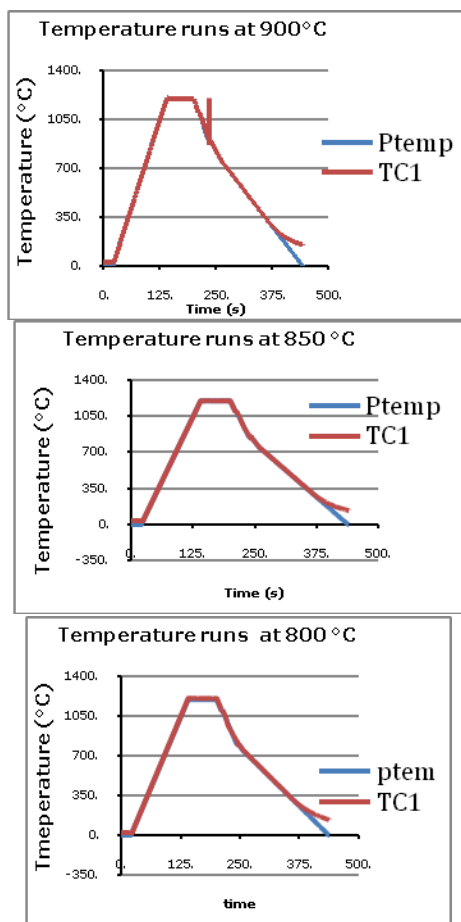 Temperature runs at 900°C
Temperature (°C)
1400.
1050.
700.
350.
0.
0. 125. 250. 375. 500.
Time (s)
Ptemp
TC1
Temperature runs at 850 °C
Temperature (°C)
1400.
1050.
700.
350.
0.
-350.
0. 125. 250. 375. 500.
Time (s)
Ptemp
TC1
Temperature runs at 800 °C
Tmeperature (°C)
1400.
1050.
700.
350.
0.
-350.
0. 125. 250. 375. 500.
time
ptem
TC1